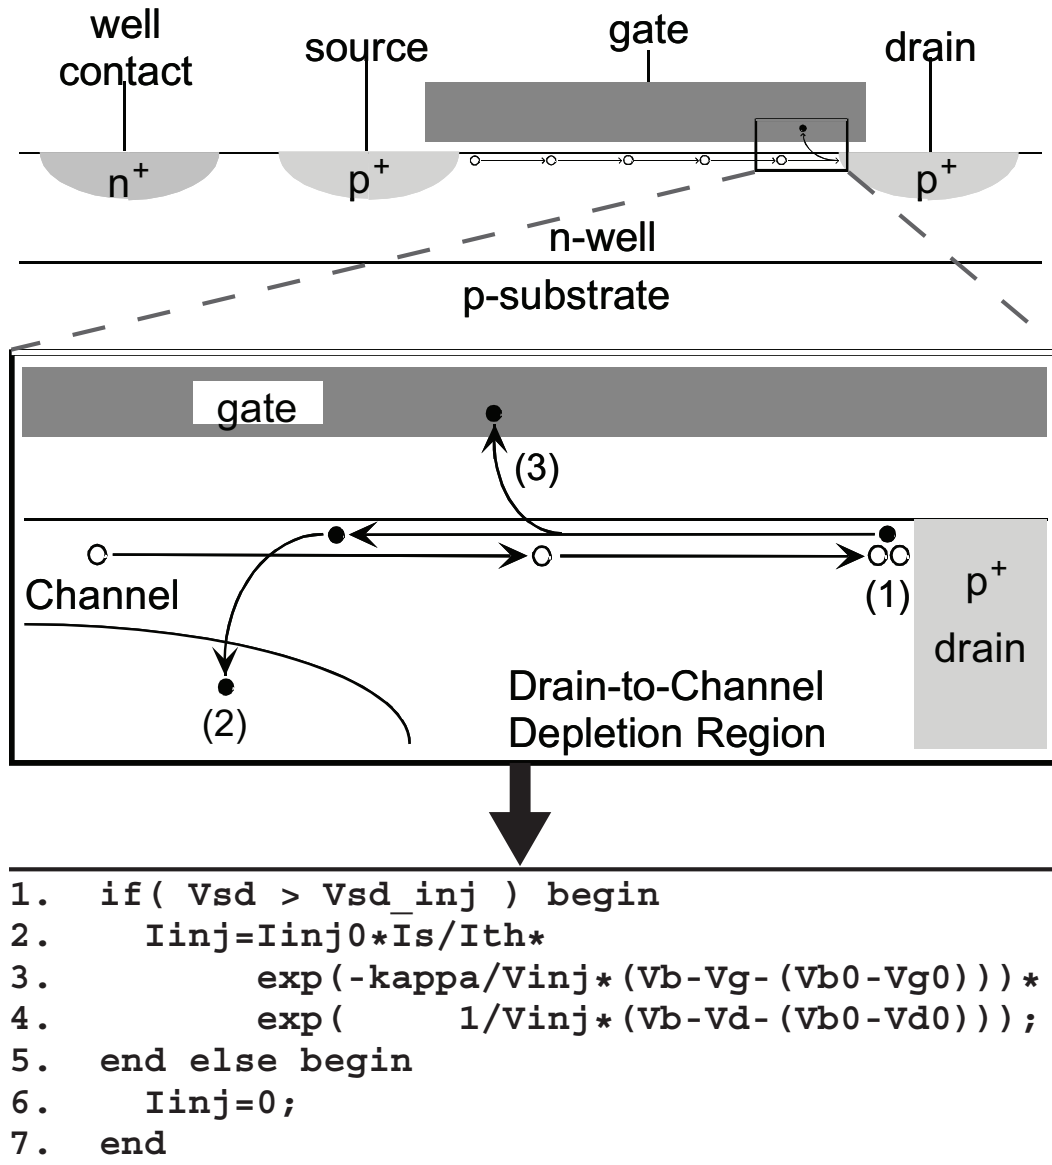 well
contact
source
gate
drain
n+
p+
p+
n-well
p-substrate
gate
(3)
Channel
(1)
p+
drain
(2)
Drain-to-Channel
Depletion Region
1. if( Vsd > Vsd_inj ) begin
2. Iinj=Iinj0*Is/Ith*
3. exp(-kappa/Vinj*(Vb-Vg-(Vb0-Vg0)))*
4. exp( 1/Vinj*(Vb-Vd-(Vb0-Vd0)));
5. end else begin
6. Iinj=0;
7. end